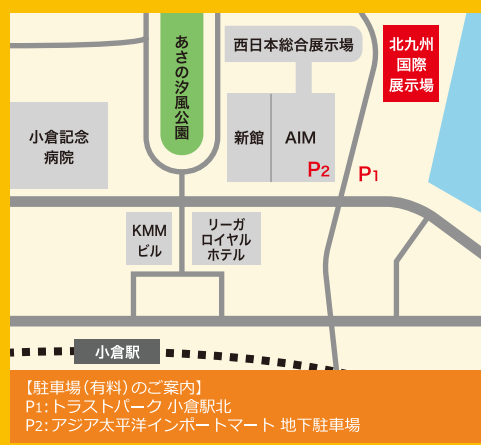 あさの汐風公園
西日本総合展示場
北九州
国際
展示場
小倉記念
病院
新館
AIM
P2
P1
KMM
ビル
リーガ
ロイヤル
ホテル
小倉駅
【駐車場(有料)のご案内】
P1:トラストパーク 小倉駅北
P2:アジア太平洋インポートマート 地下駐車場